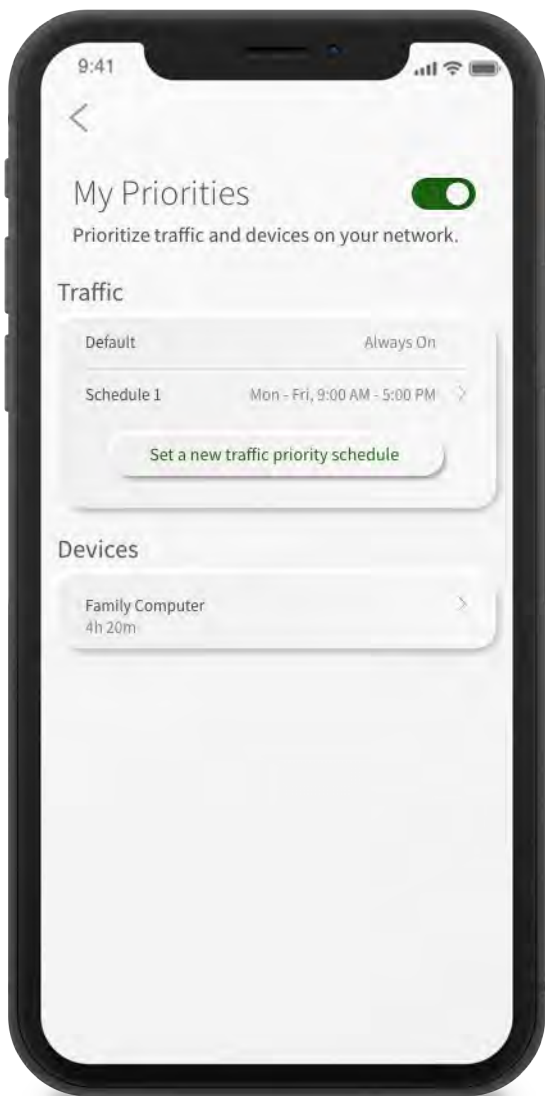 9:41
My Priorities
Prioritize traffic and devices on your network.
Traffic
Default Always On
Schedule 1 Mon - Fri, 9:00 AM - 5:00 PM
Set a new traffic priority schedule
Devices
Family Computer
4h 20m